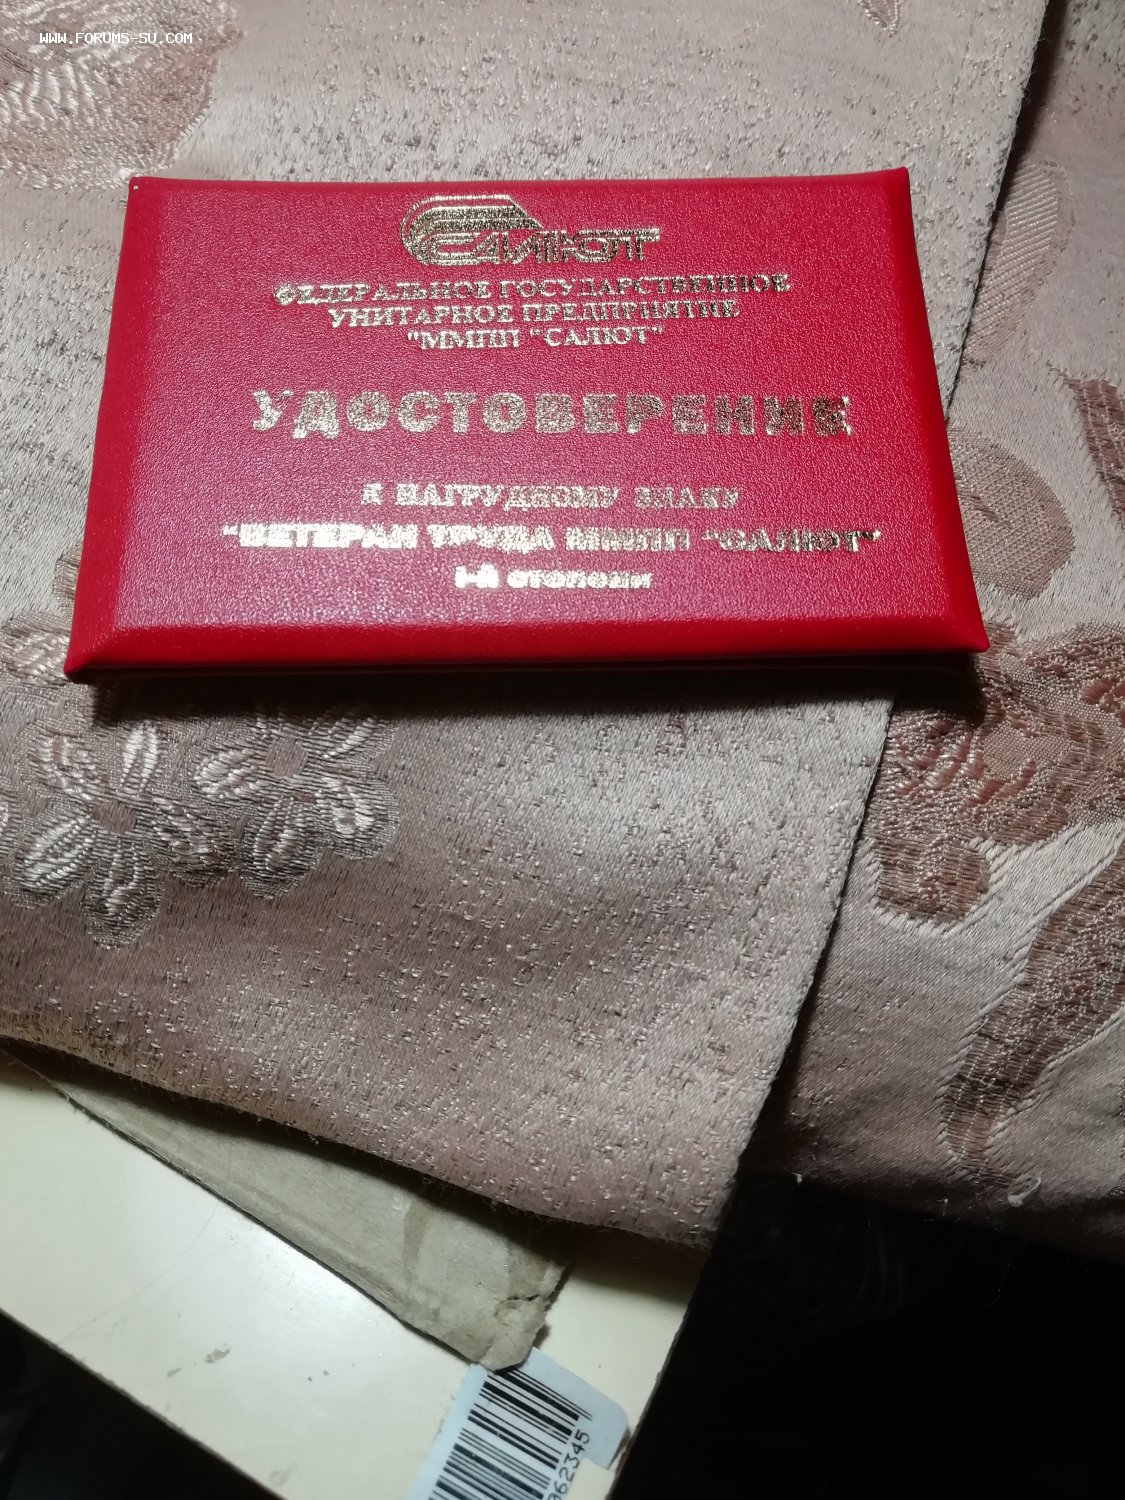 WWW.FORUMS-SU.COM
САЛЮТ
ФЕДЕРАЛЬНОЕ ГОСУДАРСТВЕННОЕ
УНИТАРНОЕ ПРЕДПРИЯТИЕ
"ММПП "САЛЮТ"
УДОСТОВЕРЕНИЕ
К НАГРУДНОМУ ЗНАКУ
"ВЕТЕРАН ТРУДА ММПП "САЛЮТ"
I-й степени
362345